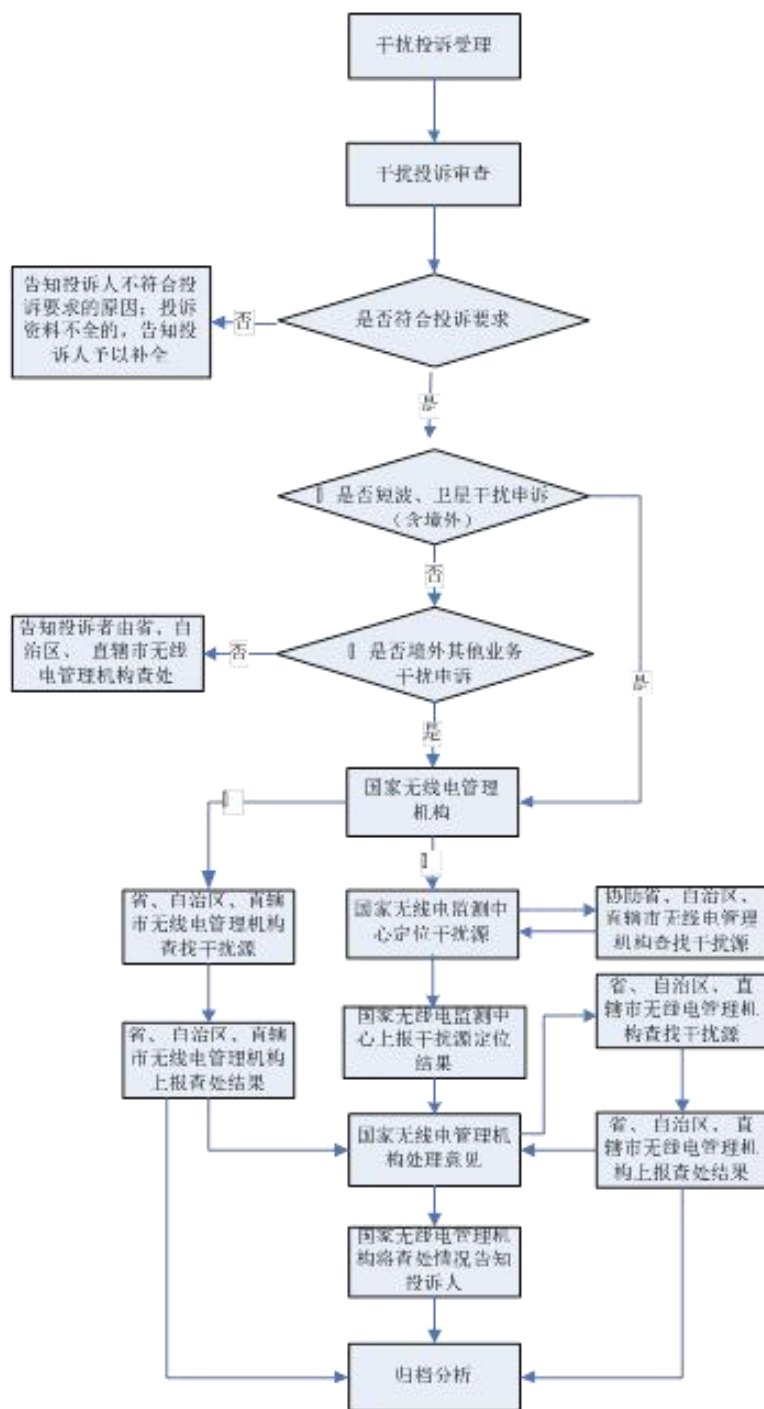 干扰投诉受理
干扰投诉审查
告知投诉人不符合投
诉要求的原因；投诉
资料不全的，告知投
诉人予以补全
否
是否符合投诉要求
是
是否短波、卫星干扰申诉
（含境外）
否
告知投诉者由省、自
治区、直辖市无线
电管理机构查处
否
是否境外其他业务
干扰申诉
是
是
国家无线电管理
机构
省、自治区、直辖
市无线电管理机构
查找干扰源
国家无线电监测中
心定位干扰源
协助省、自治区、
直辖市无线电管理
机构查找干扰源
省、自治区、直辖
市无线电管理机构
上报查处结果
国家无线电监测中
心上报干扰源定位
结果
省、自治区、直
辖市无线电管理机
构查找干扰源
国家无线电管理机
构处理意见
省、自治区、直
辖市无线电管理机
构上报查处结果
国家无线电管理机
构将查处情况告知
投诉人
归档分析